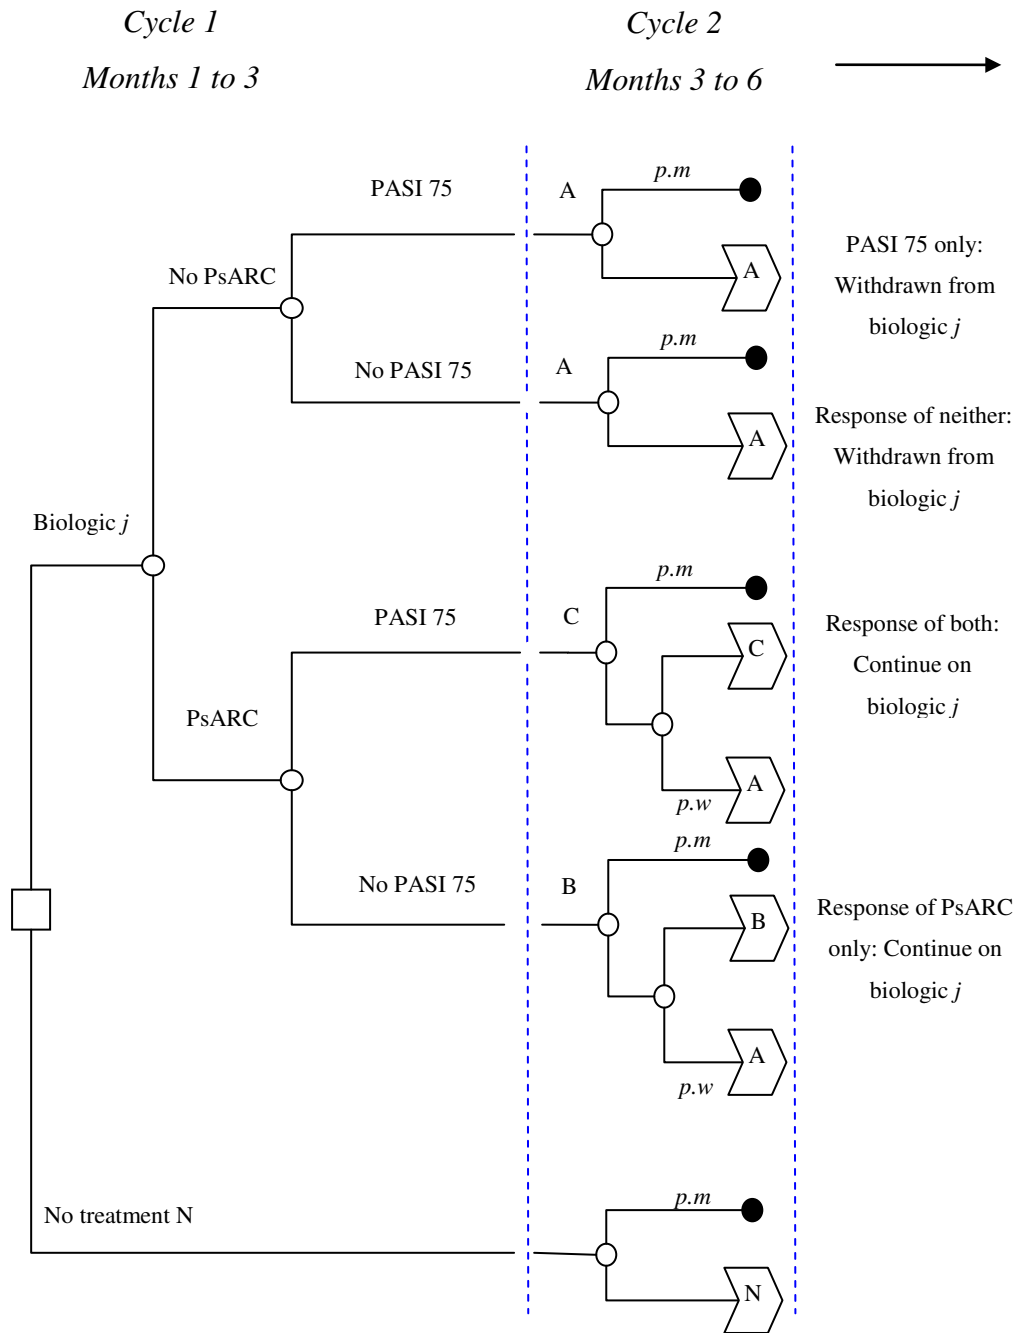 Cycle 1
Months 1 to 3
Cycle 2
Months 3 to 6
PASI 75
A
p.m
A
PASI 75 only:
Withdrawn from
biologic j
No PsARC
No PASI 75
A
p.m
A
Response of neither:
Withdrawn from
biologic j
Biologic j
PASI 75
C
p.m
C
A
p.w
Response of both:
Continue on
biologic j
PsARC
No PASI 75
B
p.m
B
A
p.w
Response of PsARC
only: Continue on
biologic j
No treatment N
p.m
N